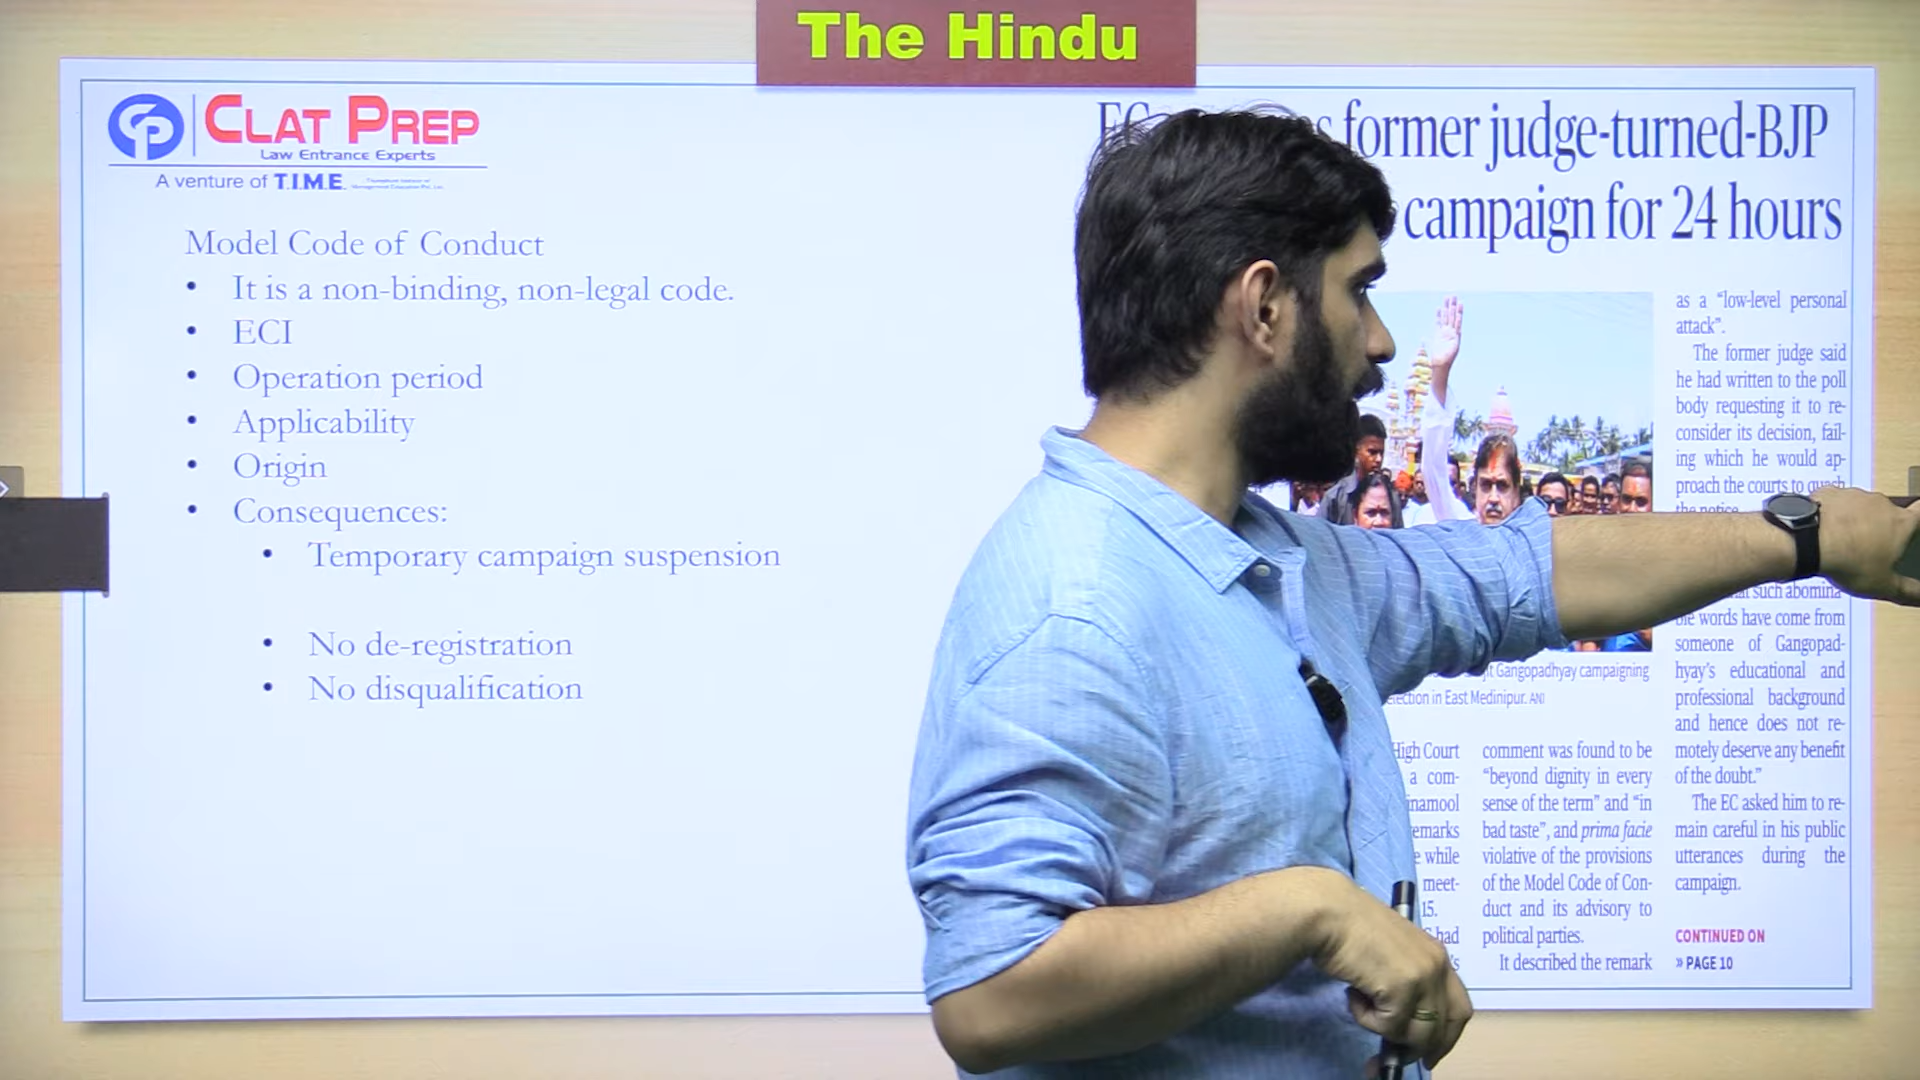 The Hindu
CLAT PREP
Law Entrance Experts
A venture of T.I.M.E.
Model Code of Conduct
• It is a non-binding, non-legal code.
• ECI
• Operation period
• Applicability
• Origin
• Consequences:
• Temporary campaign suspension
• No de-registration
• No disqualification
former judge-turned-BJP
campaign for 24 hours
Gangopadhyay campaigning
election in East Medinipur. ANI
High Court
a com-
remarks
while
meet-
15.
had
comment was found to be
“beyond dignity in every
sense of the term” and “in
bad taste”, and prima facie
violative of the provisions
of the Model Code of Con-
duct and its advisory to
political parties.
It described the remark
as a “low-level personal
attack”.
The former judge said
he had written to the poll
body requesting it to re-
consider its decision, fail-
ing which he would ap-
proach the courts to quash
the notice.
such abomina-
ble words have come from
someone of Gangopad-
hyay’s educational and
professional background
and hence does not re-
motely deserve any benefit
of the doubt.”
The EC asked him to re-
main careful in his public
utterances during the
campaign.
CONTINUED ON
» PAGE 10